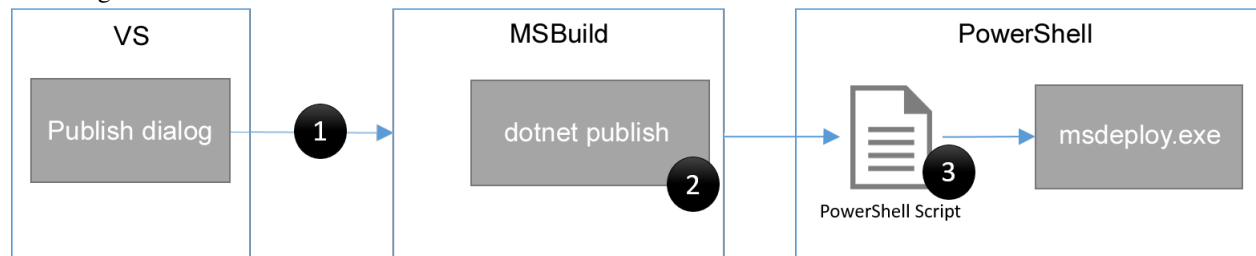 VS
MSBuild
PowerShell
Publish dialog
1
dotnet publish
2
3
msdeploy.exe
PowerShell Script